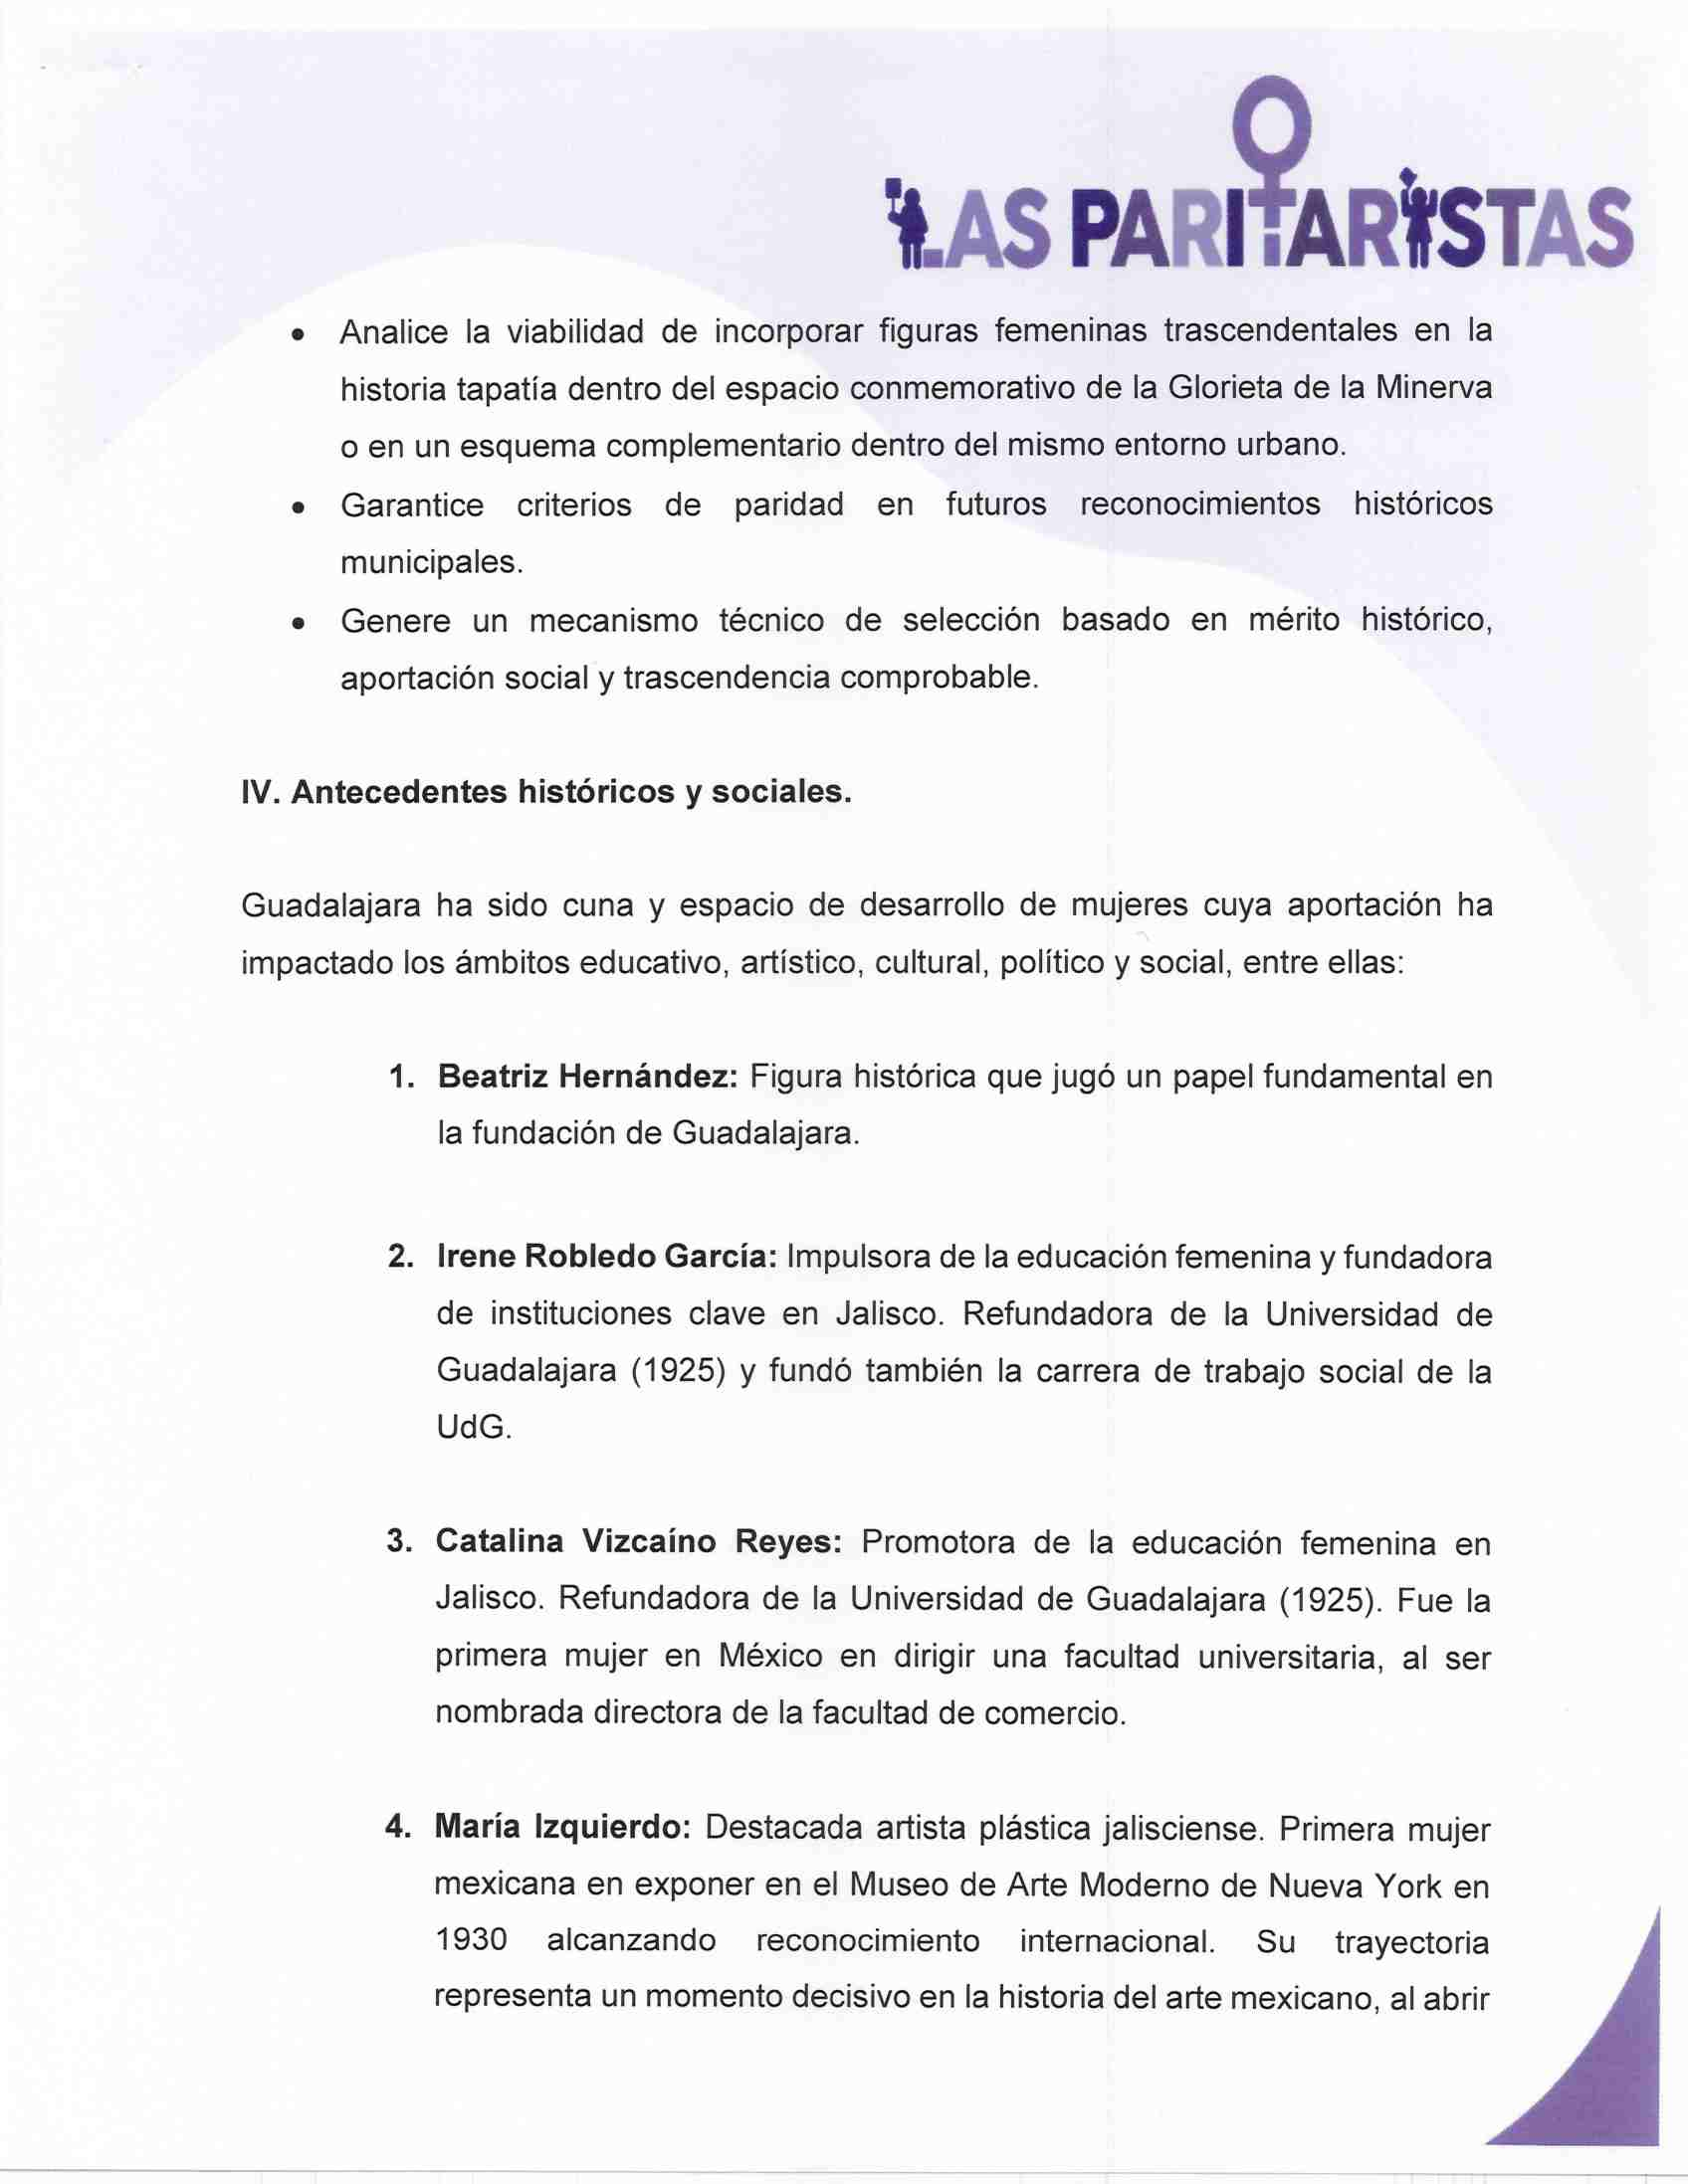 LAS PARITARISTAS
• Analice la viabilidad de incorporar figuras femeninas trascendentales en la
historia tapatía dentro del espacio conmemorativo de la Glorieta de la Minerva
o en un esquema complementario dentro del mismo entorno urbano.
• Garantice criterios de paridad en futuros reconocimientos históricos
municipales.
• Genere un mecanismo técnico de selección basado en mérito histórico,
aportación social y trascendencia comprobable.
IV. Antecedentes históricos y sociales.
Guadalajara ha sido cuna y espacio de desarrollo de mujeres cuya aportación ha
impactado los ámbitos educativo, artístico, cultural, político y social, entre ellas:
1. Beatriz Hernández: Figura histórica que jugó un papel fundamental en
la fundación de Guadalajara.
2. Irene Robledo García: Impulsora de la educación femenina y fundadora
de instituciones clave en Jalisco. Refundadora de la Universidad de
Guadalajara (1925) y fundó también la carrera de trabajo social de la
UdG.
3. Catalina Vizcaíno Reyes: Promotora de la educación femenina en
Jalisco. Refundadora de la Universidad de Guadalajara (1925). Fue la
primera mujer en México en dirigir una facultad universitaria, al ser
nombrada directora de la facultad de comercio.
4. María Izquierdo: Destacada artista plástica jalisciense. Primera mujer
mexicana en exponer en el Museo de Arte Moderno de Nueva York en
1930 alcanzando reconocimiento internacional. Su trayectoria
representa un momento decisivo en la historia del arte mexicano, al abrir